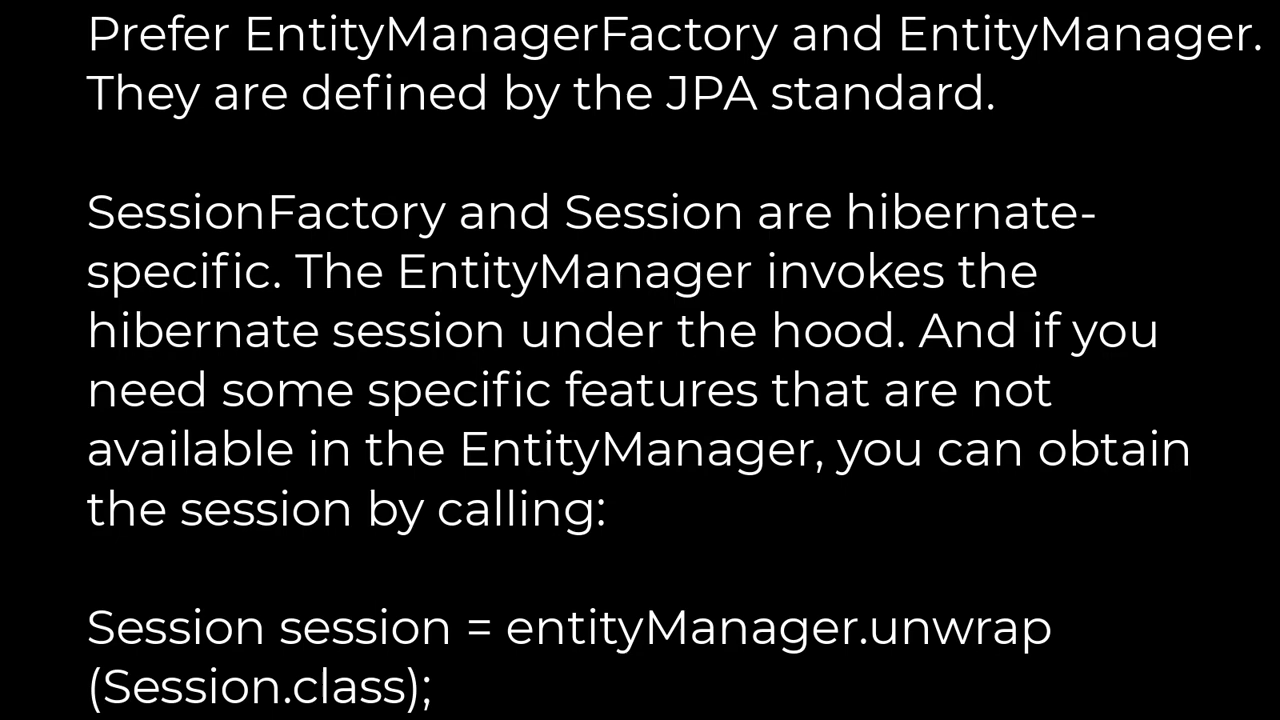 Prefer EntityManagerFactory and EntityManager.
They are defined by the JPA standard.
SessionFactory and Session are hibernate-
specific. The EntityManager invokes the
hibernate session under the hood. And if you
need some specific features that are not
available in the EntityManager, you can obtain
the session by calling:
Session session = entityManager.unwrap
(Session.class);